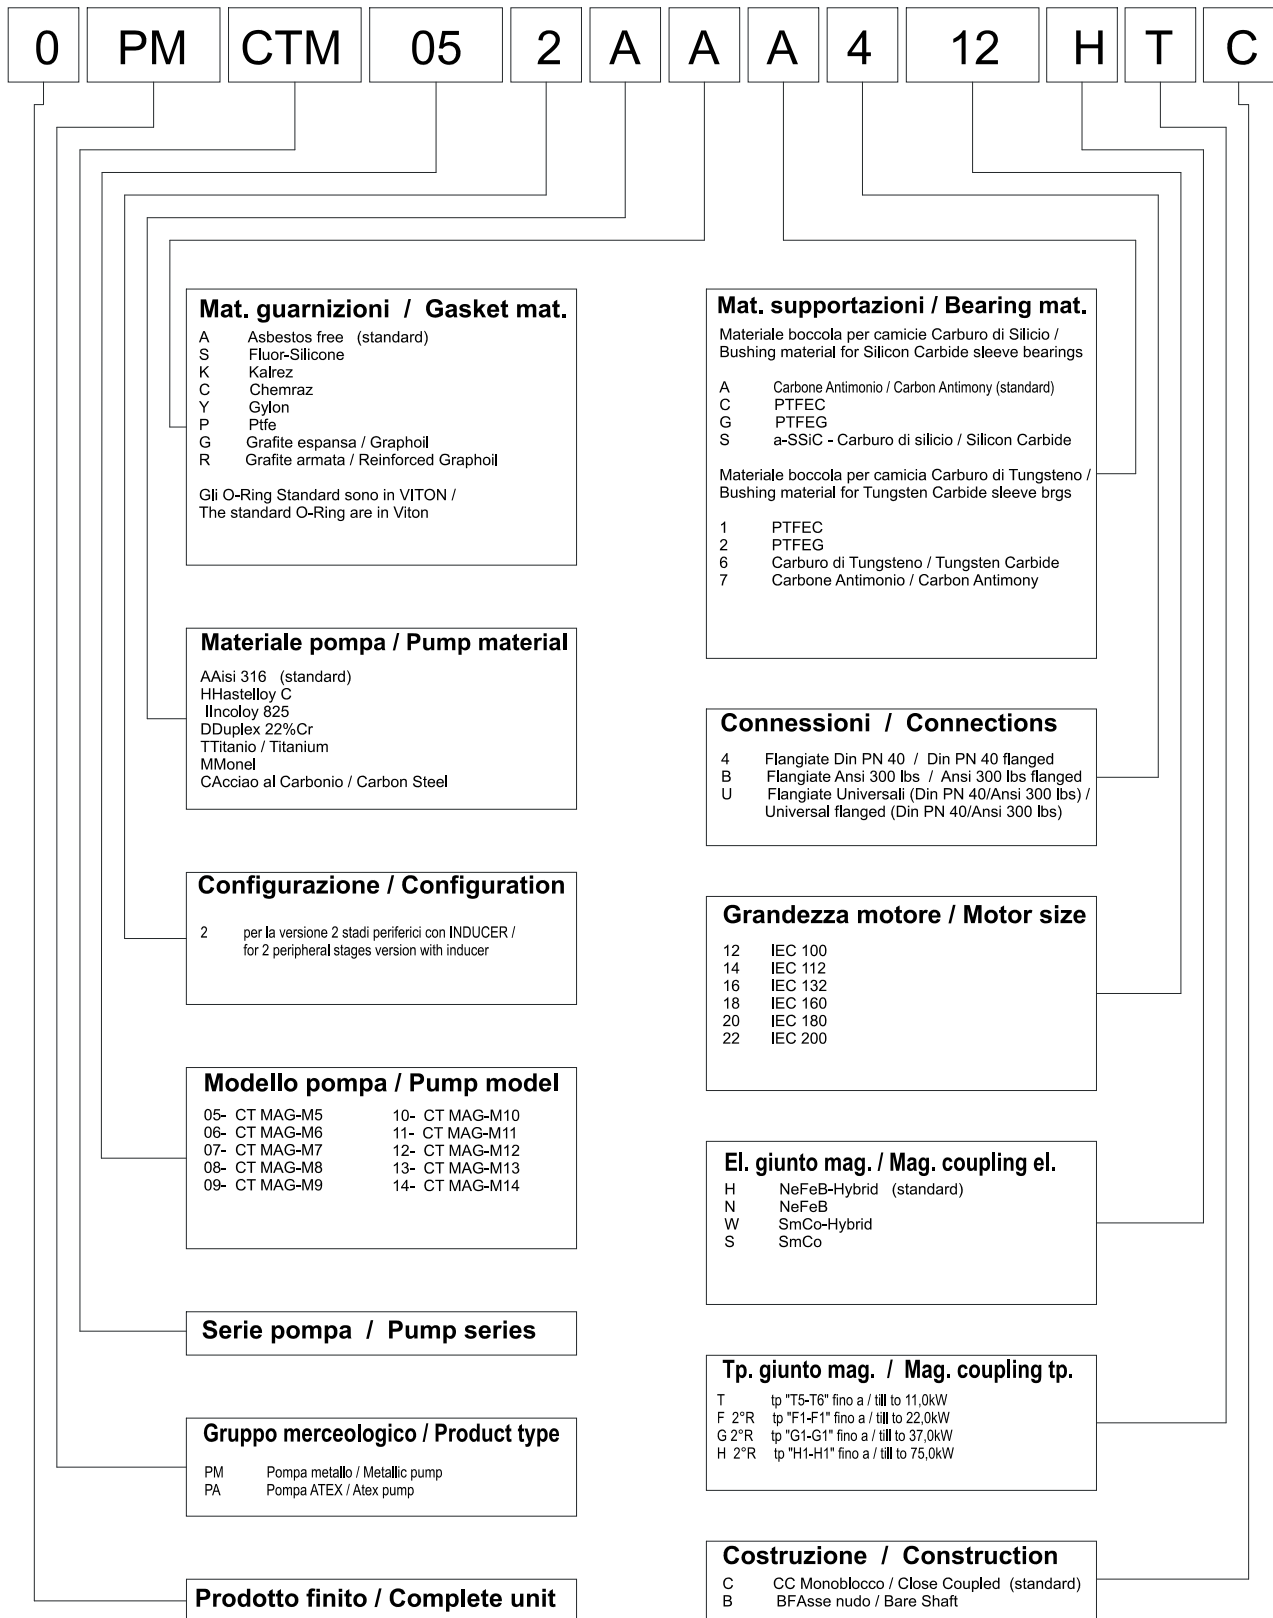 0 PM CTM 05 2 A A A 4 12 H T C
Mat. guarnizioni / Gasket mat.
A Asbestos free (standard)
S Fluor-Silicone
K Kalrez
C Chemraz
Y Gylon
P Ptfe
G Grafite espansa / Graphoil
R Grafite armata / Reinforced Graphoil
Gli O-Ring Standard sono in VITON /
The standard O-Ring are in Viton
Materiale pompa / Pump material
AAisi 316 (standard)
HHastelloy C
IIncoloy 825
DDuplex 22%Cr
TTitanio / Titanium
MMonel
CAcciao al Carbonio / Carbon Steel
Configurazione / Configuration
2 per la versione 2 stadi periferici con INDUCER /
for 2 peripheral stages version with inducer
Modello pompa / Pump model
05- CT MAG-M5 10- CT MAG-M10
06- CT MAG-M6 11- CT MAG-M11
07- CT MAG-M7 12- CT MAG-M12
08- CT MAG-M8 13- CT MAG-M13
09- CT MAG-M9 14- CT MAG-M14
Serie pompa / Pump series
Gruppo merceologico / Product type
PM Pompa metallo / Metallic pump
PA Pompa ATEX / Atex pump
Prodotto finito / Complete unit
Mat. supportazioni / Bearing mat.
Materiale boccola per camicie Carburo di Silicio /
Bushing material for Silicon Carbide sleeve bearings
A Carbone Antimonio / Carbon Antimony (standard)
C PTFEC
G PTFEG
S a-SSiC - Carburo di silicio / Silicon Carbide
Materiale boccola per camicia Carburo di Tungsteno /
Bushing material for Tungsten Carbide sleeve brgs
1 PTFEC
2 PTFEG
6 Carburo di Tungsteno / Tungsten Carbide
7 Carbone Antimonio / Carbon Antimony
Connessioni / Connections
4 Flangiate Din PN 40 / Din PN 40 flanged
B Flangiate Ansi 300 lbs / Ansi 300 lbs flanged
U Flangiate Universali (Din PN 40/Ansi 300 lbs) /
Universal flanged (Din PN 40/Ansi 300 lbs)
Grandezza motore / Motor size
12 IEC 100
14 IEC 112
16 IEC 132
18 IEC 160
20 IEC 180
22 IEC 200
El. giunto mag. / Mag. coupling el.
H NeFeB-Hybrid (standard)
N NeFeB
W SmCo-Hybrid
S SmCo
Tp. giunto mag. / Mag. coupling tp.
T tp "T5-T6" fino a / till to 11,0kW
F 2°R tp "F1-F1" fino a / till to 22,0kW
G 2°R tp "G1-G1" fino a / till to 37,0kW
H 2°R tp "H1-H1" fino a / till to 75,0kW
Costruzione / Construction
C CC Monoblocco / Close Coupled (standard)
B BFAsse nudo / Bare Shaft